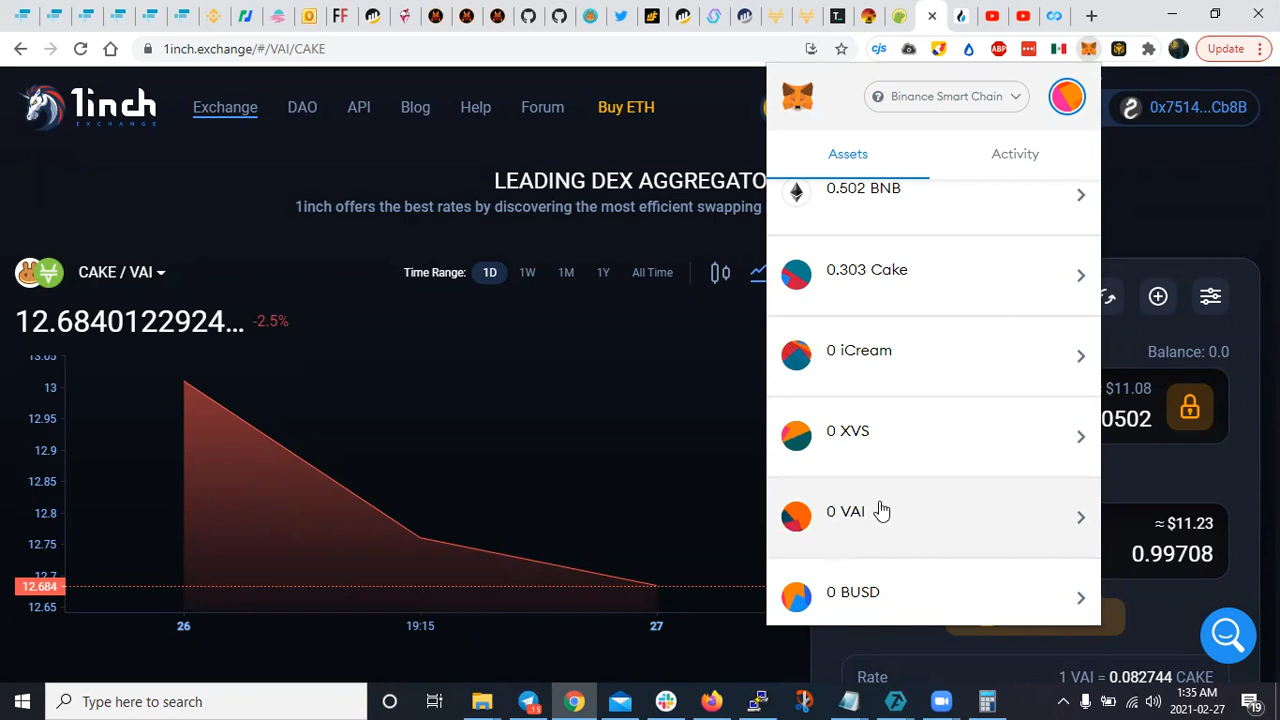 1inch.exchange/#/VAI/CAKE
ABP
Update
1inch
EXCHANGE
Exchange
DAO
API
Blog
Help
Forum
Buy ETH
Binance Smart Chain
0x7514...Cb8B
Assets
Activity
LEADING DEX AGGREGATO
1inch offers the best rates by discovering the most efficient swapping
0.502 BNB
0.303 Cake
0 iCream
0 XVS
0 VAI
0 BUSD
CAKE / VAI
Time Range:
1D
1W
1M
1Y
All Time
12.6840122924...
-2.5%
13.05
13
12.95
12.9
12.85
12.8
12.75
12.7
12.684
12.65
26
19:15
27
Balance: 0.0
$11.08
0502
≈ $11.23
0.99708
Rate
1 VAI = 0.082744 CAKE
Type here to search
15
1:35 AM
2021-02-27
19